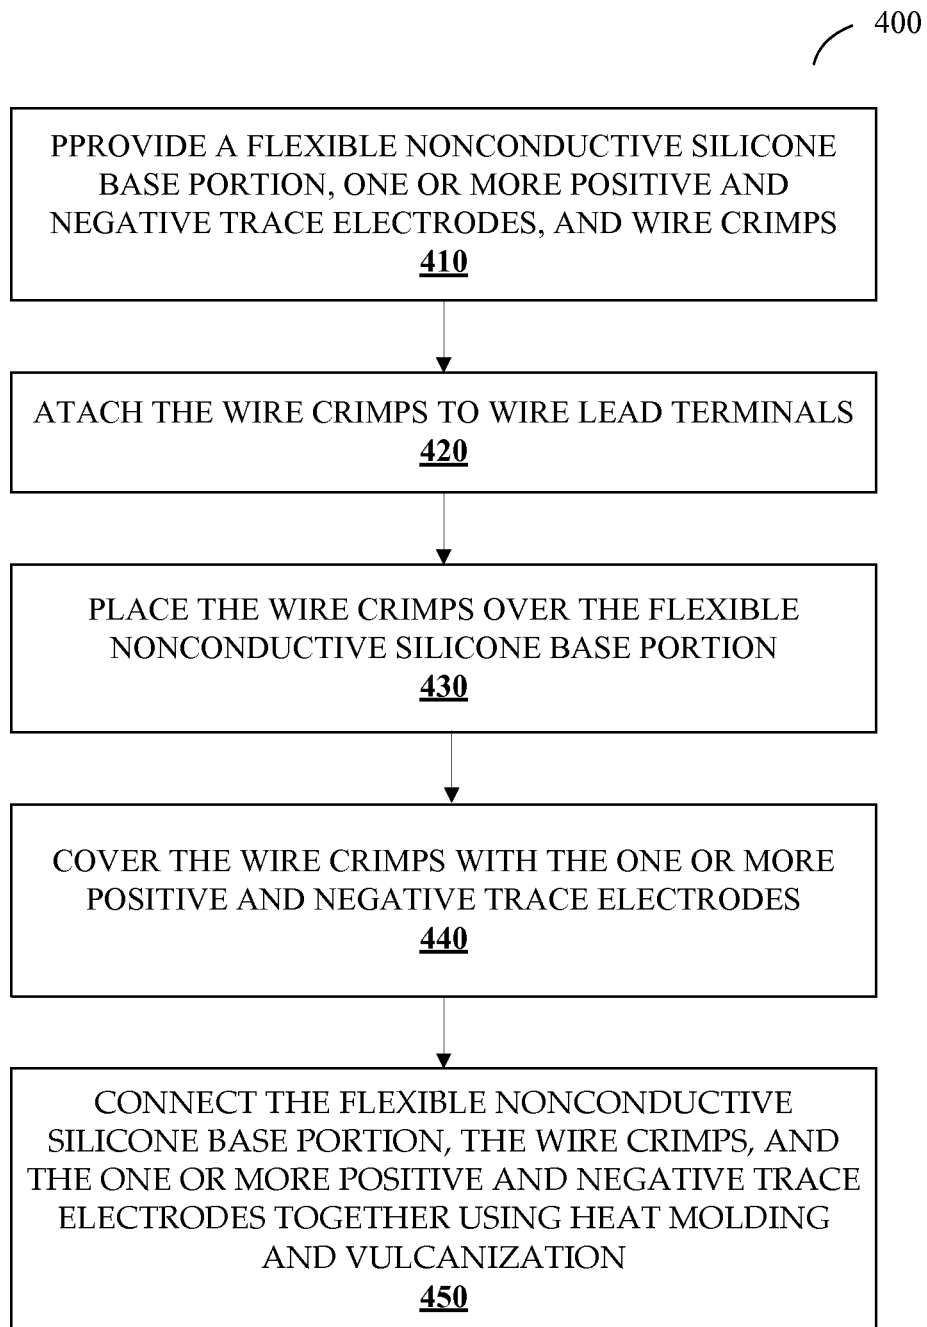 400
PPROVIDE A FLEXIBLE NONCONDUCTIVE SILICONE
BASE PORTION, ONE OR MORE POSITIVE AND
NEGATIVE TRACE ELECTRODES, AND WIRE CRIMPS
410
ATACH THE WIRE CRIMPS TO WIRE LEAD TERMINALS
420
PLACE THE WIRE CRIMPS OVER THE FLEXIBLE
NONCONDUCTIVE SILICONE BASE PORTION
430
COVER THE WIRE CRIMPS WITH THE ONE OR MORE
POSITIVE AND NEGATIVE TRACE ELECTRODES
440
CONNECT THE FLEXIBLE NONCONDUCTIVE
SILICONE BASE PORTION, THE WIRE CRIMPS, AND
THE ONE OR MORE POSITIVE AND NEGATIVE TRACE
ELECTRODES TOGETHER USING HEAT MOLDING
AND VULCANIZATION
450